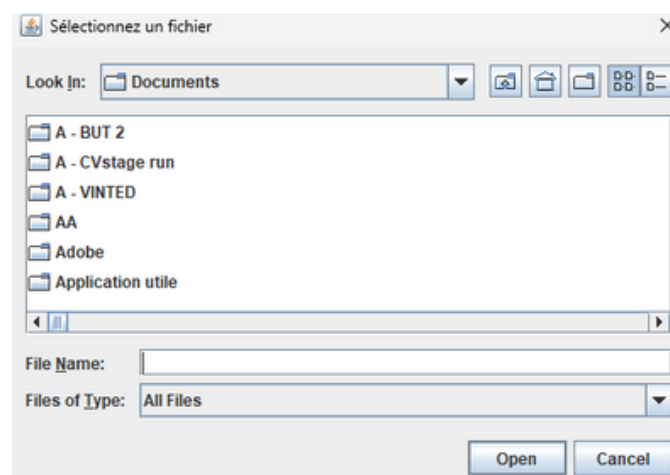 Sélectionnez un fichier
Look In: Documents
A - BUT 2
A - CVstage run
A - VINTED
AA
Adobe
Application utile
File Name:
Files of Type: All Files
Open Cancel